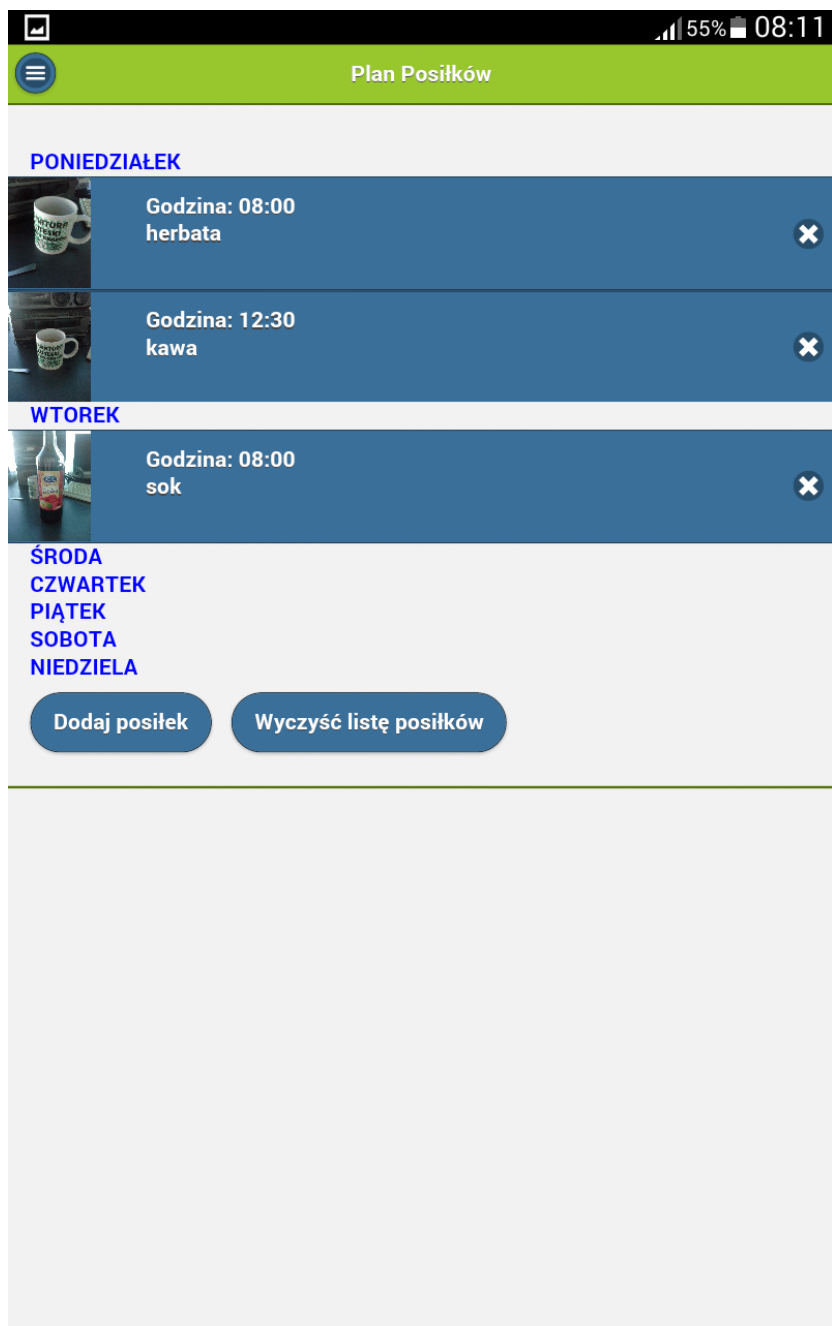 55% 08:11
Plan Posiłków
PONIEDZIAŁEK
Godzina: 08:00
herbata
Godzina: 12:30
kawa
WTOREK
Godzina: 08:00
sok
ŚRODA
CZWARTEK
PIĄTEK
SOBOTA
NIEDZIELA
Dodaj posiłek Wyczyść listę posiłków